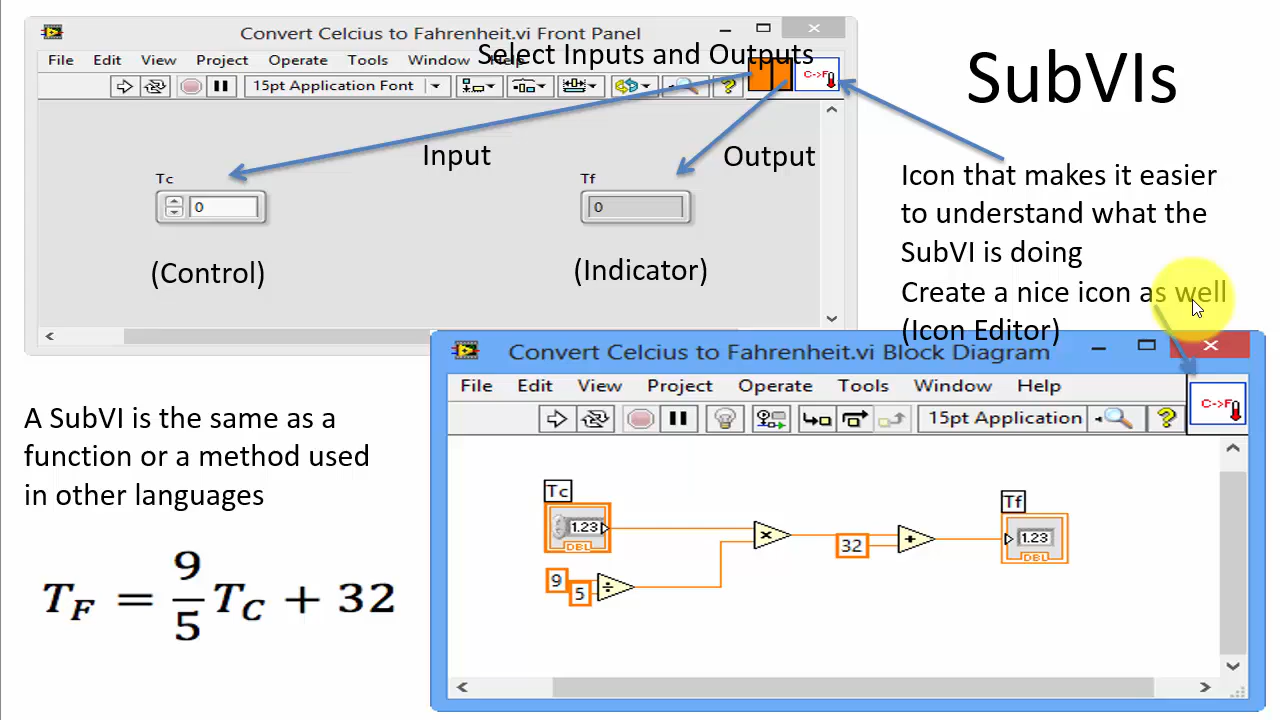 Convert Celcius to Fahrenheit.vi Front Panel
File Edit View Project Operate Tools Window Help
Select Inputs and Outputs
15pt Application Font
?
C->F
SubVIs
Input
Output
Tc
0
Tf
0
(Control)
(Indicator)
Icon that makes it easier
to understand what the
SubVI is doing
Create a nice icon as well
(Icon Editor)
A SubVI is the same as a
function or a method used
in other languages
T_F = 9/5 T_C + 32
Convert Celcius to Fahrenheit.vi Block Diagram
File Edit View Project Operate Tools Window Help
15pt Application
?
C->F
Tc
1.23
DBL
9
5
÷
×
32
+
Tf
1.23
DBL